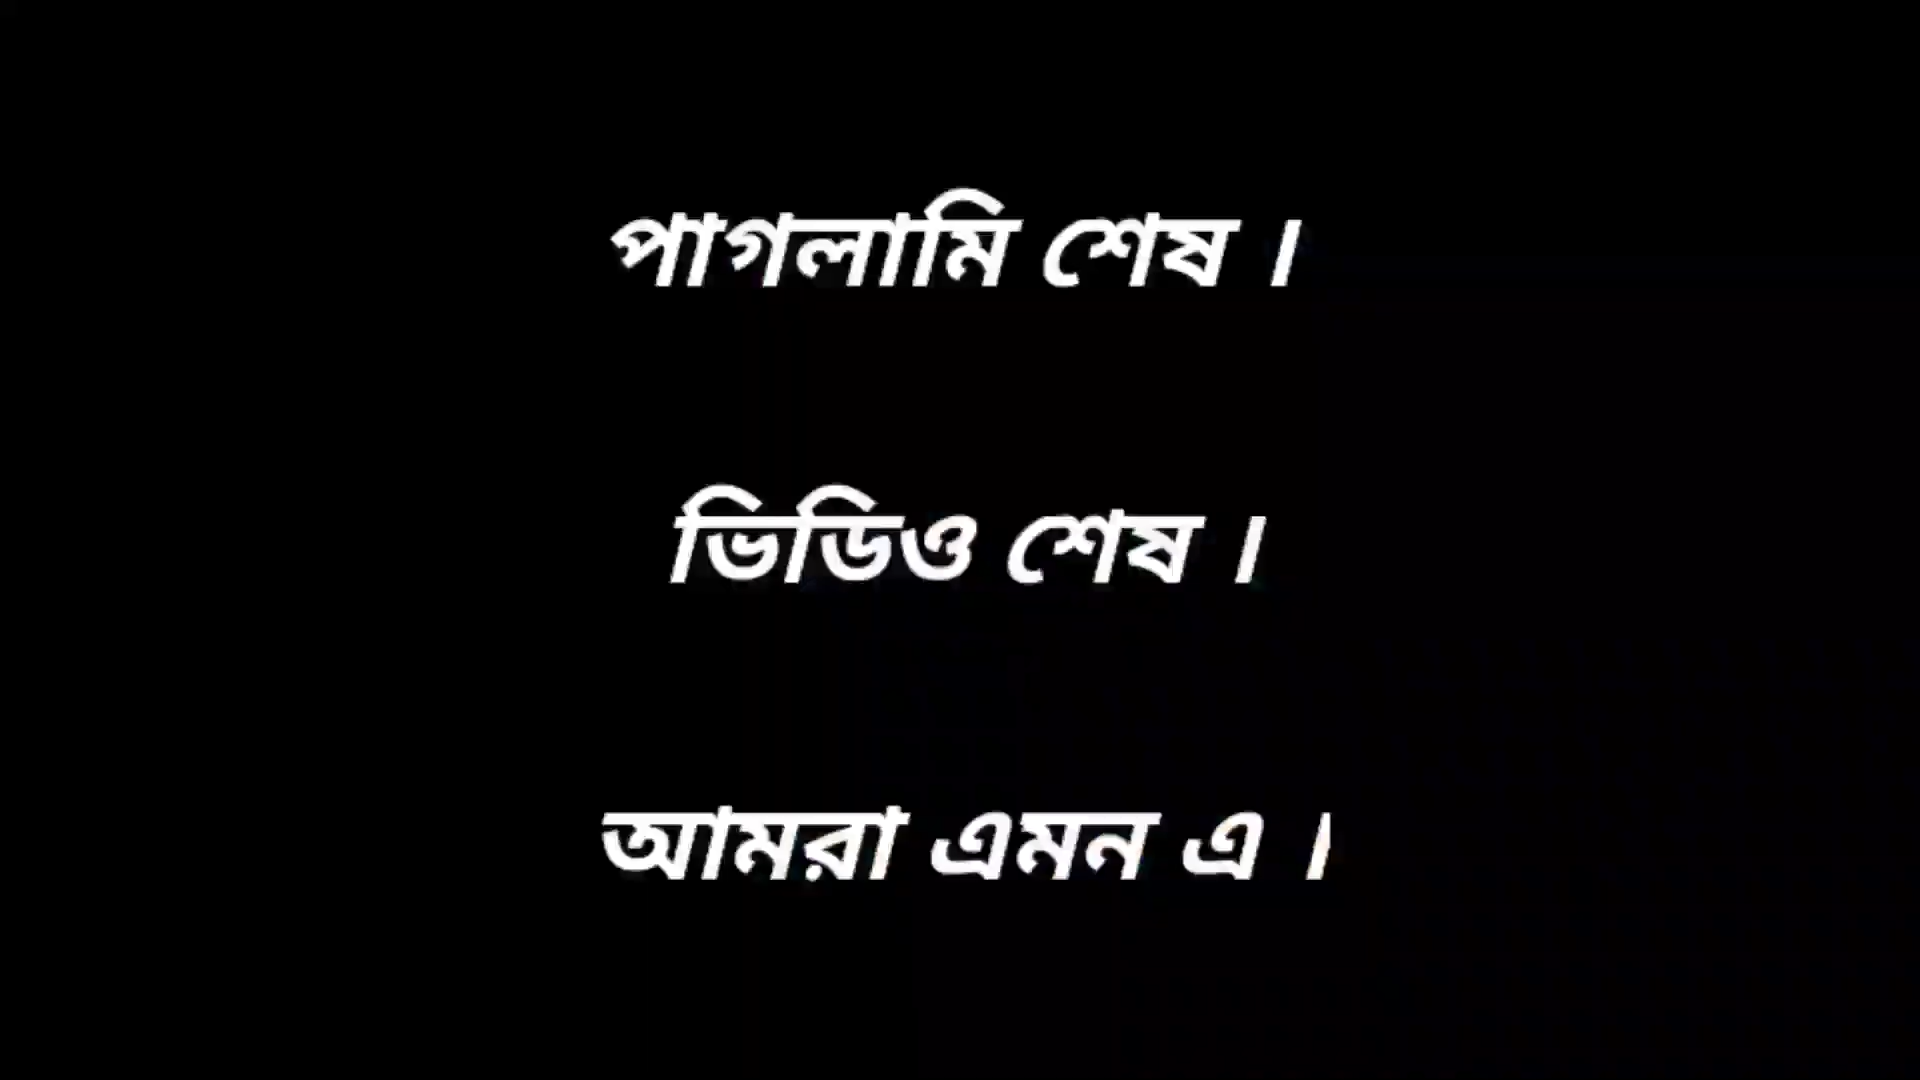 পাগলামি শেষ ।
ভিডিও শেষ ।
আমরা এমন এ ।